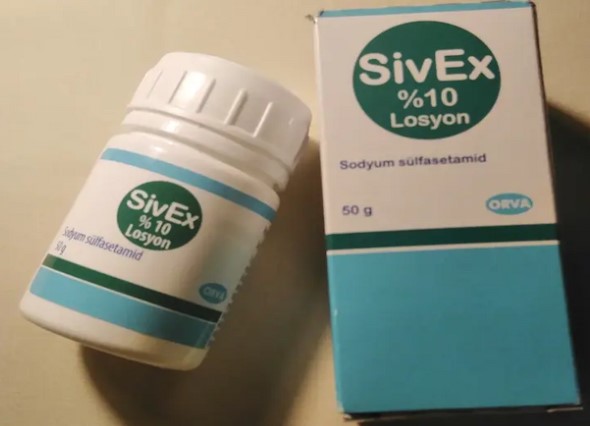 SivEx
% 10
Losyon
Sodyum sülfasetamid
50 g
ORVA
SivEx
%10
Losyon
Sodyum sülfasetamid
50 g
ORVA